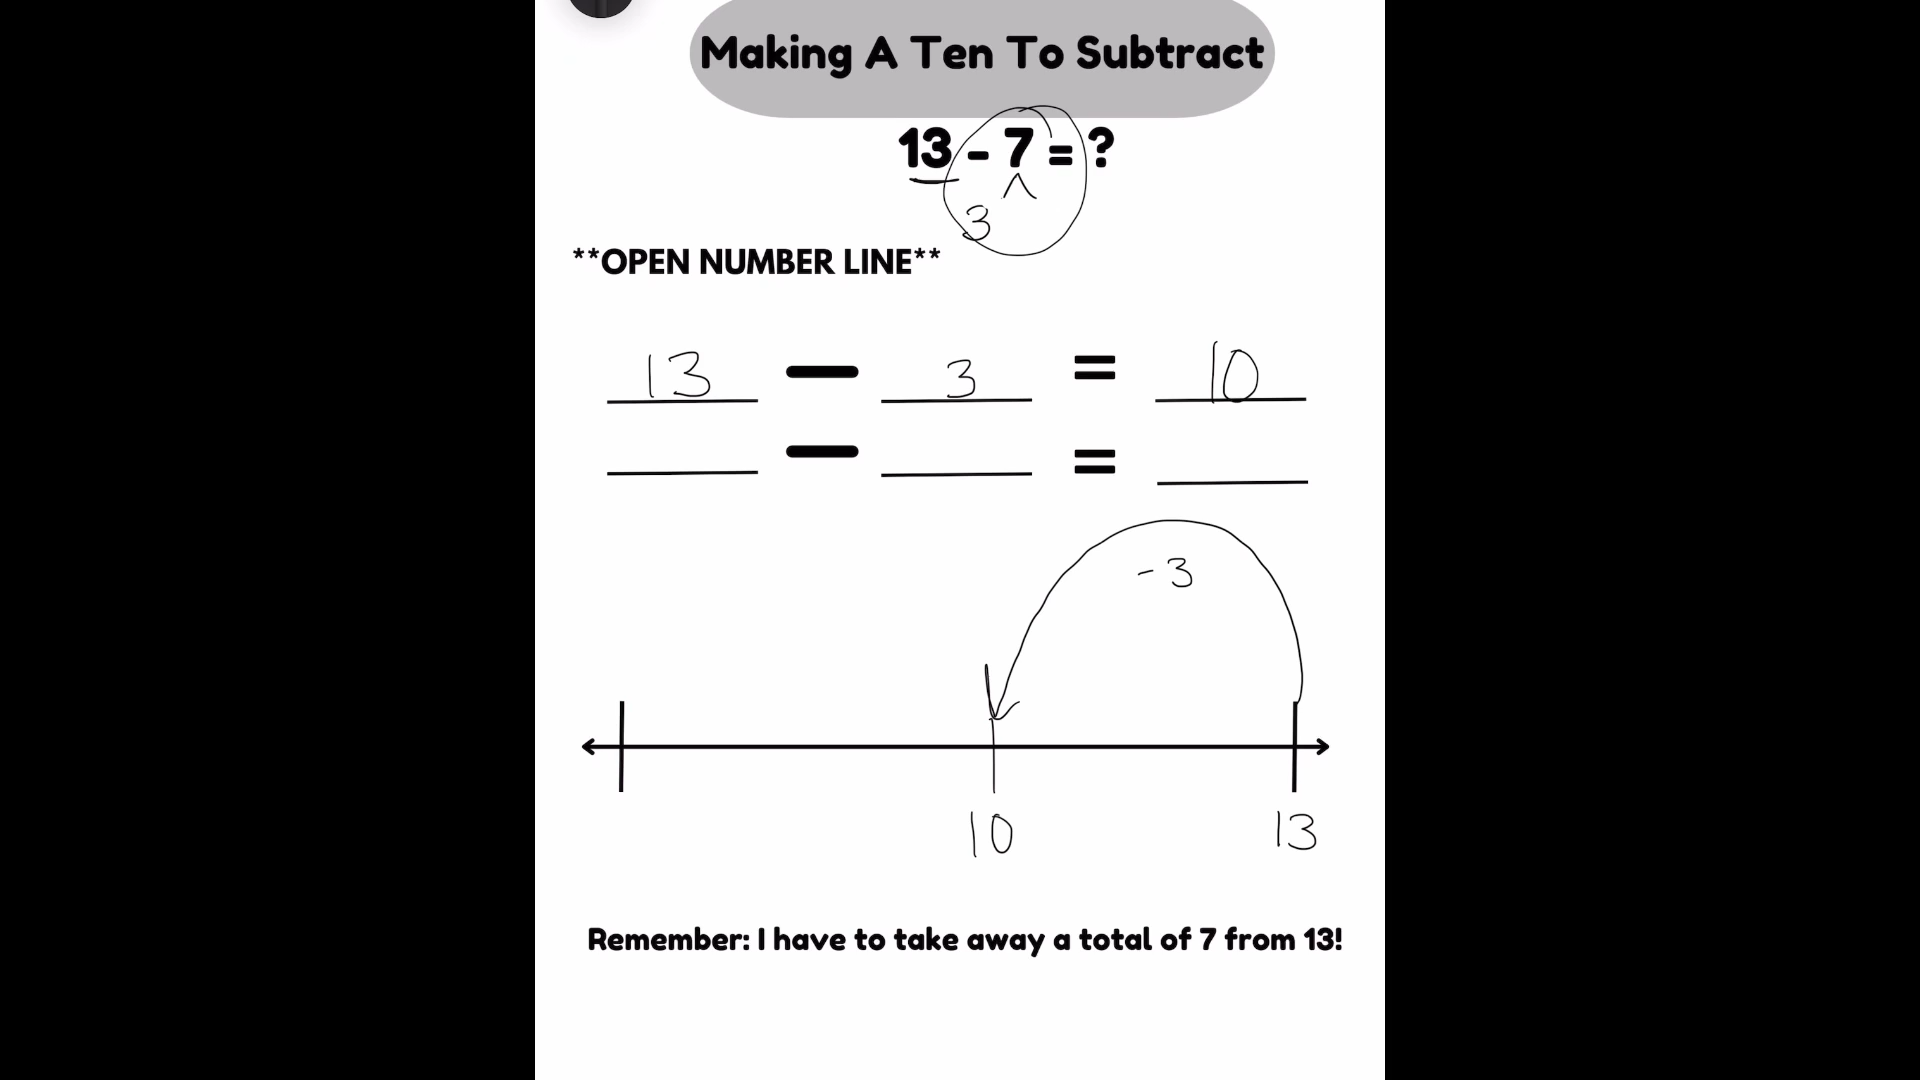 Making A Ten To Subtract
13 - 7 = ?
3
**OPEN NUMBER LINE**
13 - 3 = 10
- =
-3
10 13
Remember: I have to take away a total of 7 from 13!